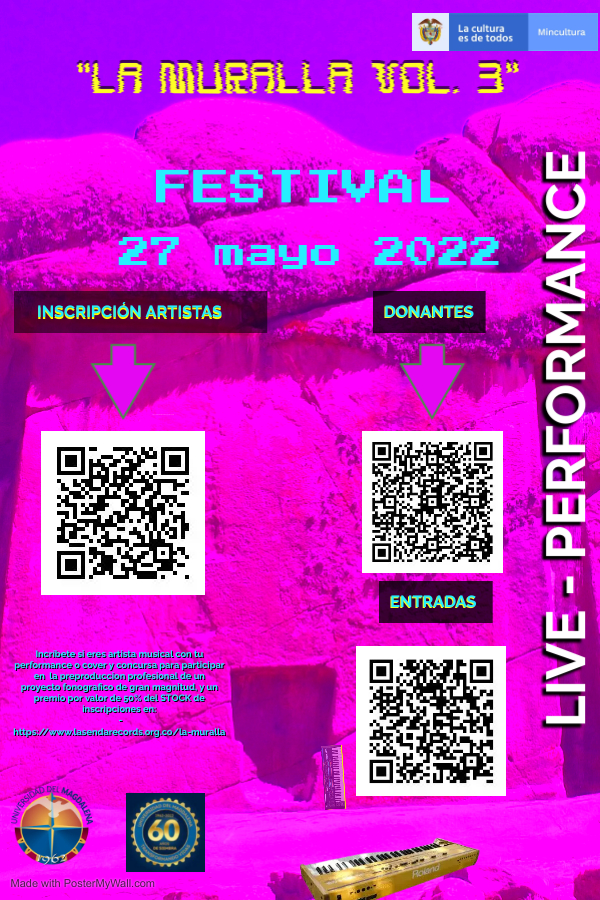 La cultura
es de todos
Mincultura
"LA MURALLA VOL. 3"
FESTIVAL
27 mayo 2022
LIVE - PERFORMANCE
INSCRIPCIÓN ARTISTAS
DONANTES
ENTRADAS
Incribete si eres artista musical con tu
performance o cover y concursa para participar
en la preproduccion profesional de un
proyecto fonografico de gran magnitud, y un
premio por valor de 50% del STOCK de
inscripciones en:
-
https://www.lasendarecords.org.co/la-muralla
UNIVERSIDAD DEL MAGDALENA
1962
60
Roland
Made with PosterMyWall.com